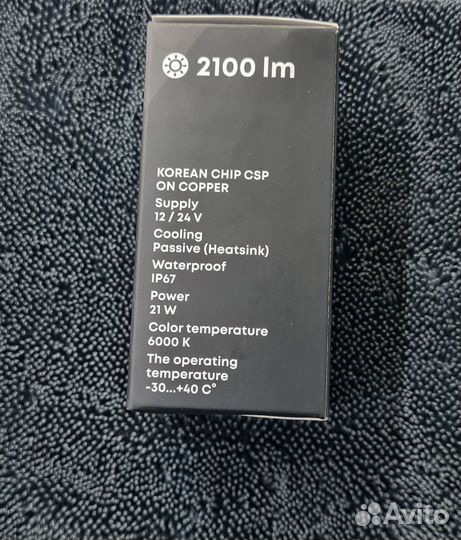 2100 lm
KOREAN CHIP CSP
ON COPPER
Supply
12 / 24 V
Cooling
Passive (Heatsink)
Waterproof
IP67
Power
21 W
Color temperature
6000 K
The operating
temperature
-30...+40 C°
Avito